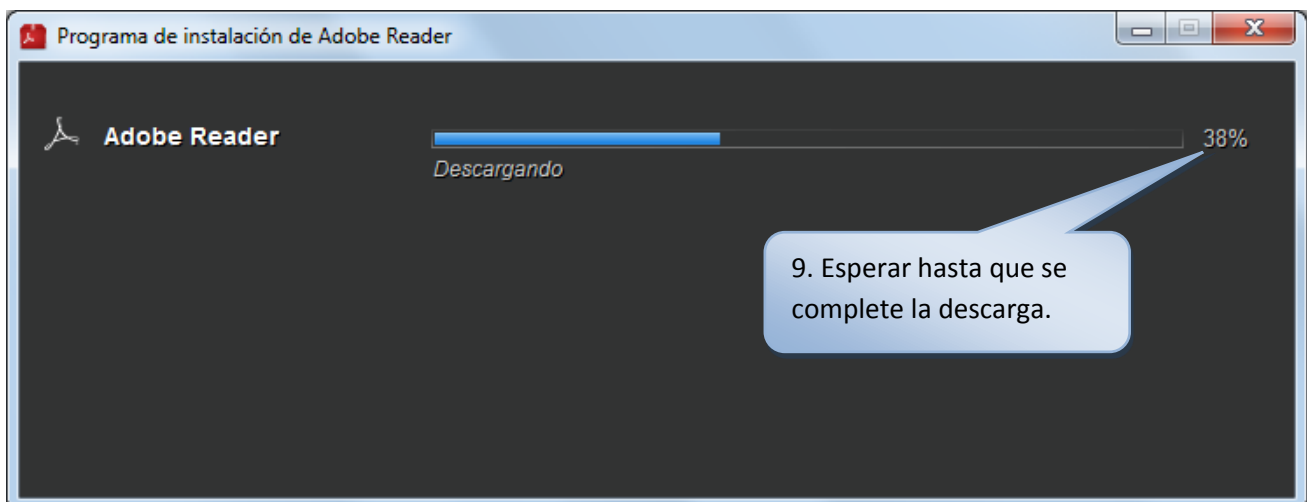 Programa de instalación de Adobe Reader
Adobe Reader
38%
Descargando
9. Esperar hasta que se
complete la descarga.